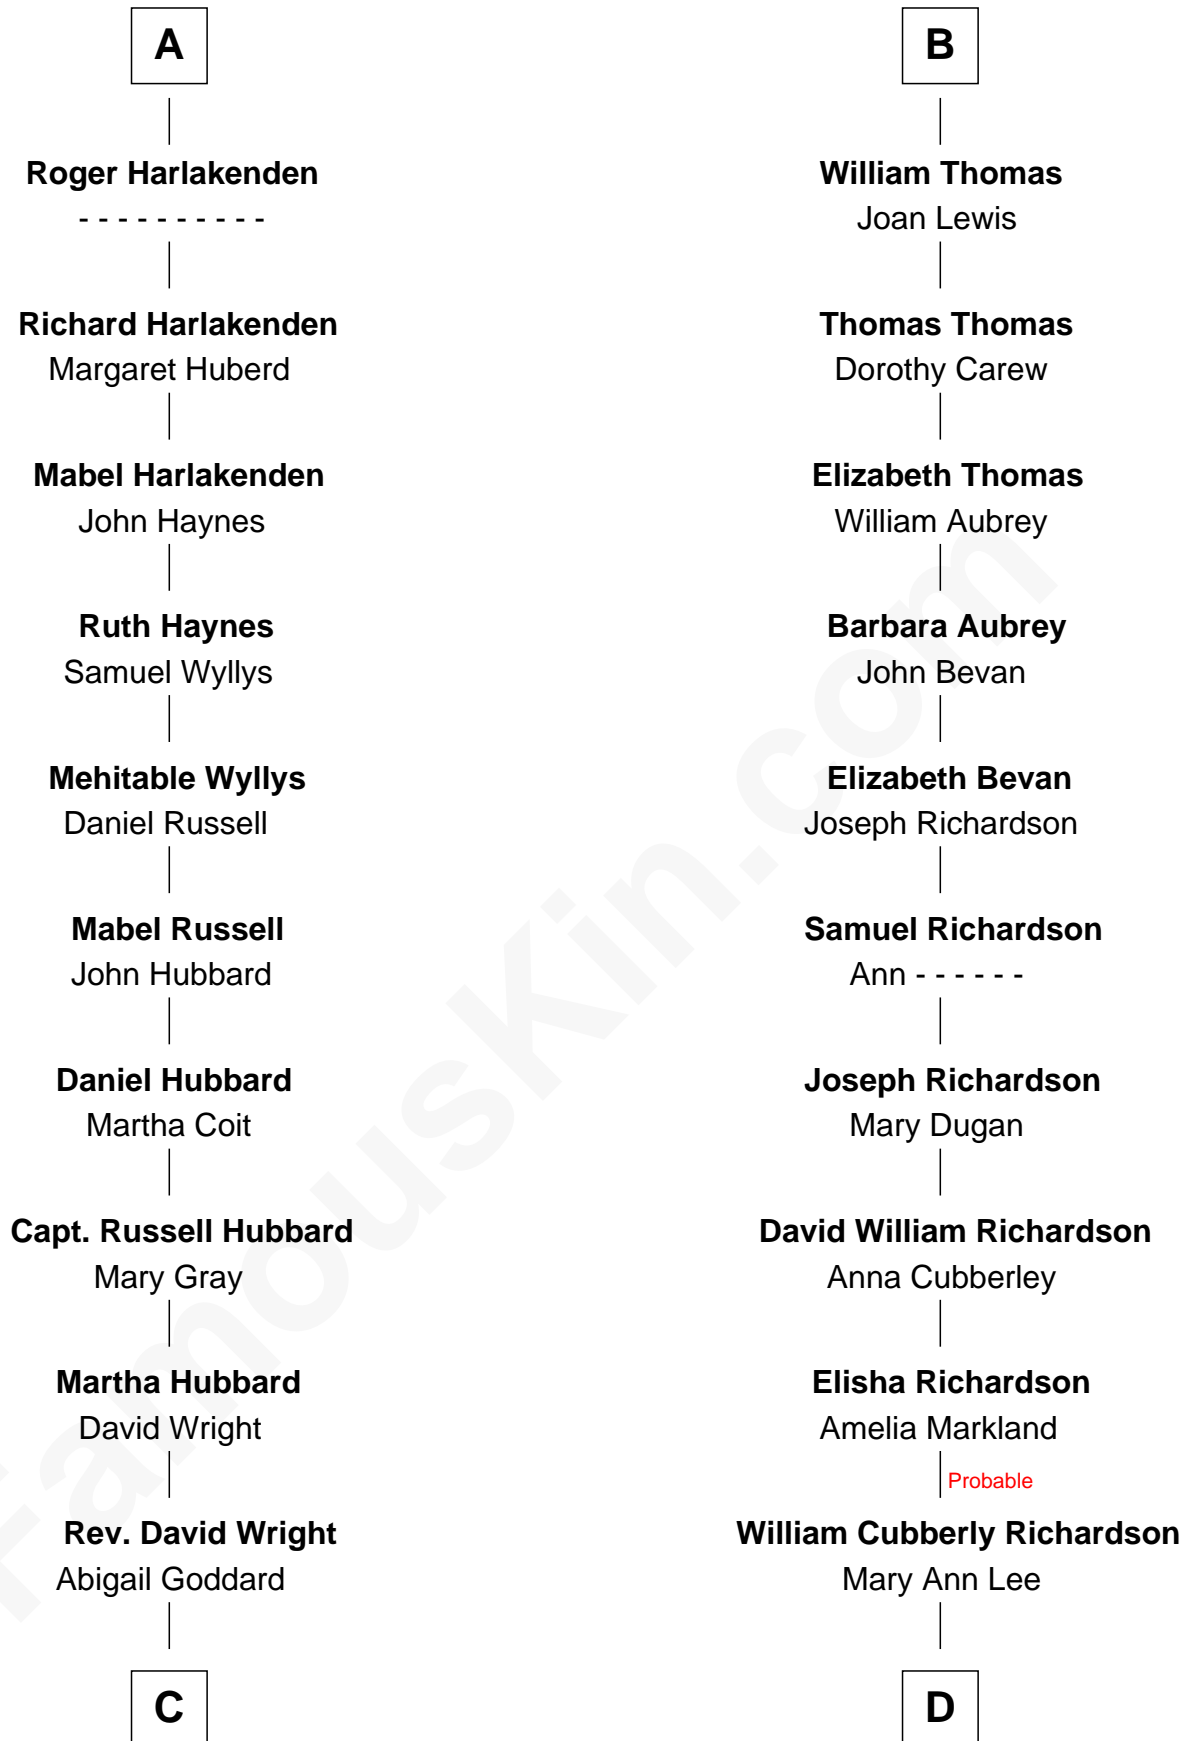 A
Roger Harlakenden
- - - - - - - - - -
Richard Harlakenden
Margaret Huberd
Mabel Harlakenden
John Haynes
Ruth Haynes
Samuel Wyllys
Mehitable Wyllys
Daniel Russell
Mabel Russell
John Hubbard
Daniel Hubbard
Martha Coit
Capt. Russell Hubbard
Mary Gray
Martha Hubbard
David Wright
Rev. David Wright
Abigail Goddard
C
B
William Thomas
Joan Lewis
Thomas Thomas
Dorothy Carew
Elizabeth Thomas
William Aubrey
Barbara Aubrey
John Bevan
Elizabeth Bevan
Joseph Richardson
Samuel Richardson
Ann - - - - - -
Joseph Richardson
Mary Dugan
David William Richardson
Anna Cubberley
Elisha Richardson
Amelia Markland
Probable
William Cubberly Richardson
Mary Ann Lee
D
FamousKin.com